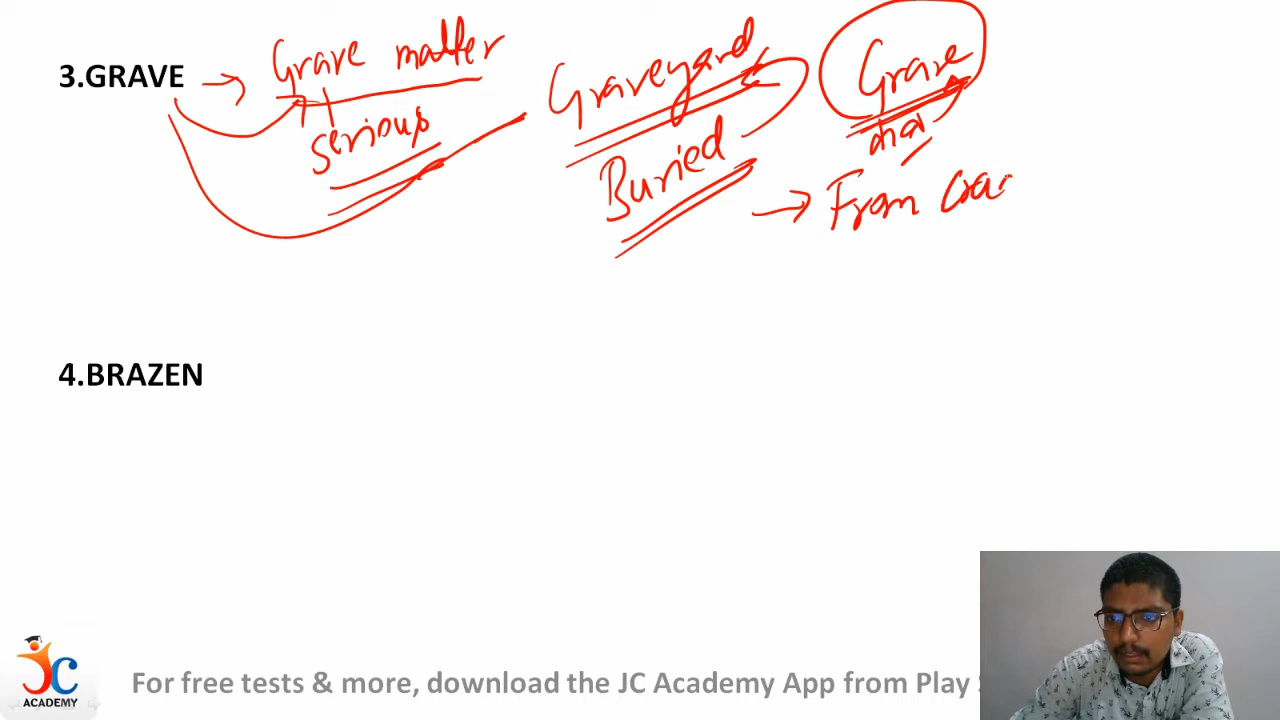 3.GRAVE → Grave matter
serious
Graveyard
Buried
Grave
→ From
4.BRAZEN
JC
ACADEMY
For free tests & more, download the JC Academy App from Play